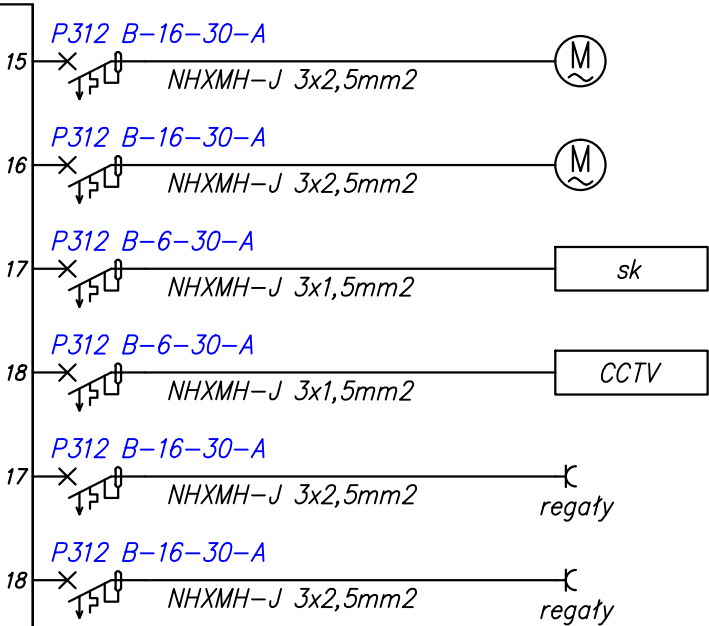 P312 B-16-30-A
15
M
NHXMH-J 3x2,5mm2
P312 B-16-30-A
16
M
NHXMH-J 3x2,5mm2
P312 B-6-30-A
17
sk
NHXMH-J 3x1,5mm2
P312 B-6-30-A
18
CCTV
NHXMH-J 3x1,5mm2
P312 B-16-30-A
17
NHXMH-J 3x2,5mm2
regały
P312 B-16-30-A
18
NHXMH-J 3x2,5mm2
regały